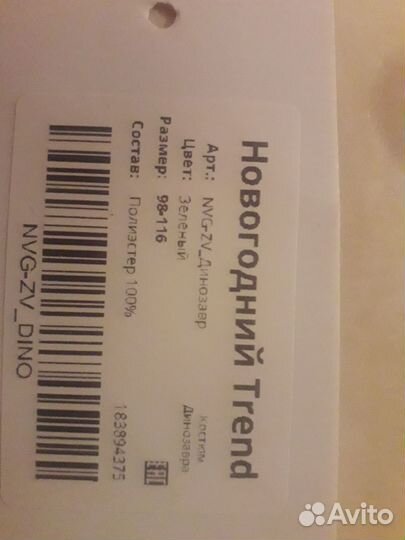 Новогодний Trend
Арт.: NVG-ZV_Динозавр
Цвет: Зеленый
Размер: 98-116
Состав: Полиэстер 100%
Костюм
Динозавра
EAC
183894375
NVG-ZV_DINO
Avito